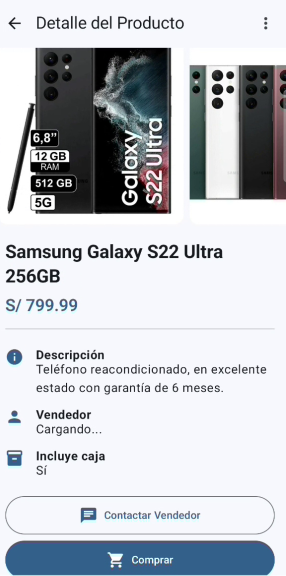 Detalle del Producto
6,8”
12 GB
RAM
512 GB
5G
Galaxy
S22 Ultra
Samsung Galaxy S22 Ultra
256GB
S/ 799.99
Descripción
Teléfono reacondicionado, en excelente
estado con garantía de 6 meses.
Vendedor
Cargando...
Incluye caja
Sí
Contactar Vendedor
Comprar